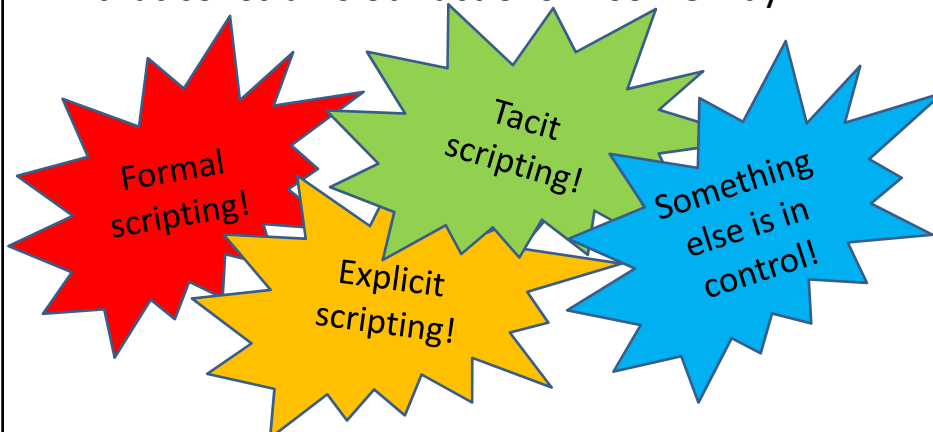 Formal
scripting!
Tacit
scripting!
Explicit
scripting!
Something
else is in
control!